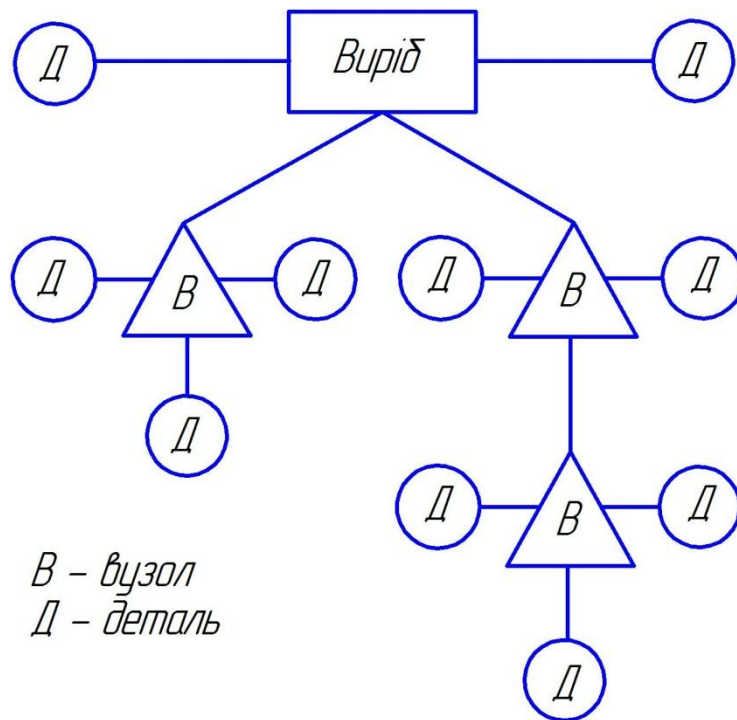 Д Виріб Д
Д В Д Д В Д
Д
Д В Д
В – вузол
Д – деталь
Д